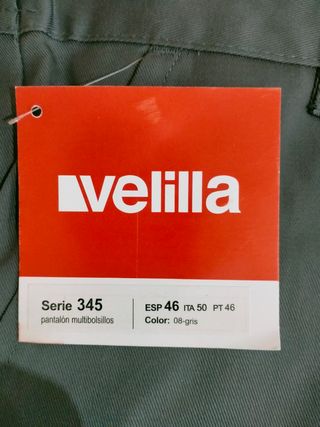 velilla
Serie 345
pantalón multibolsillos
ESP 46 ITA 50 PT 46
Color: 08-gris